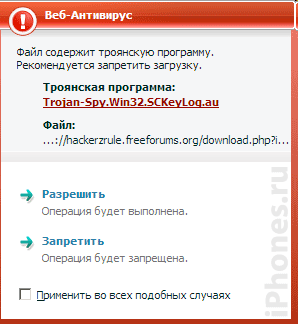 Веб-Антивирус
Файл содержит троянскую программу.
Рекомендуется запретить загрузку.
Троянская программа:
Trojan-Spy.Win32.SCKeyLog.au
Файл:
...://hackerzrule.freeforums.org/download.php?i...
Разрешить
Операция будет выполнена.
Запретить
Операция будет запрещена.
Применить во всех подобных случаях
iPhones.ru